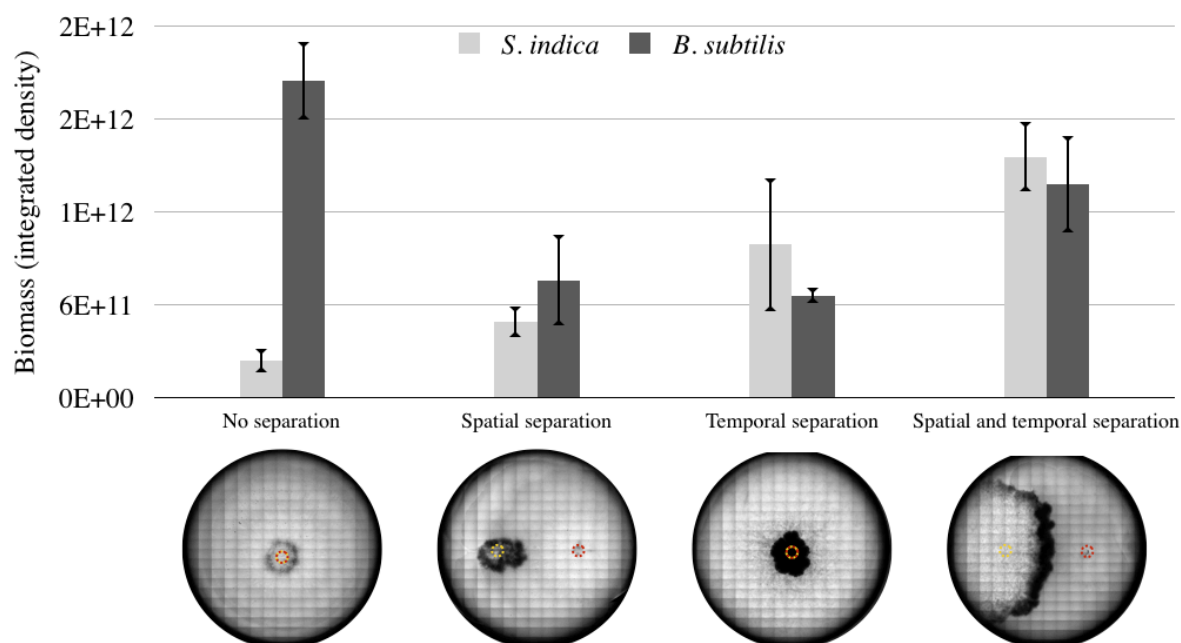 Biomass (integrated density)
2E+12
2E+12
1E+12
6E+11
0E+00
S. indica
B. subtilis
No separation
Spatial separation
Temporal separation
Spatial and temporal separation